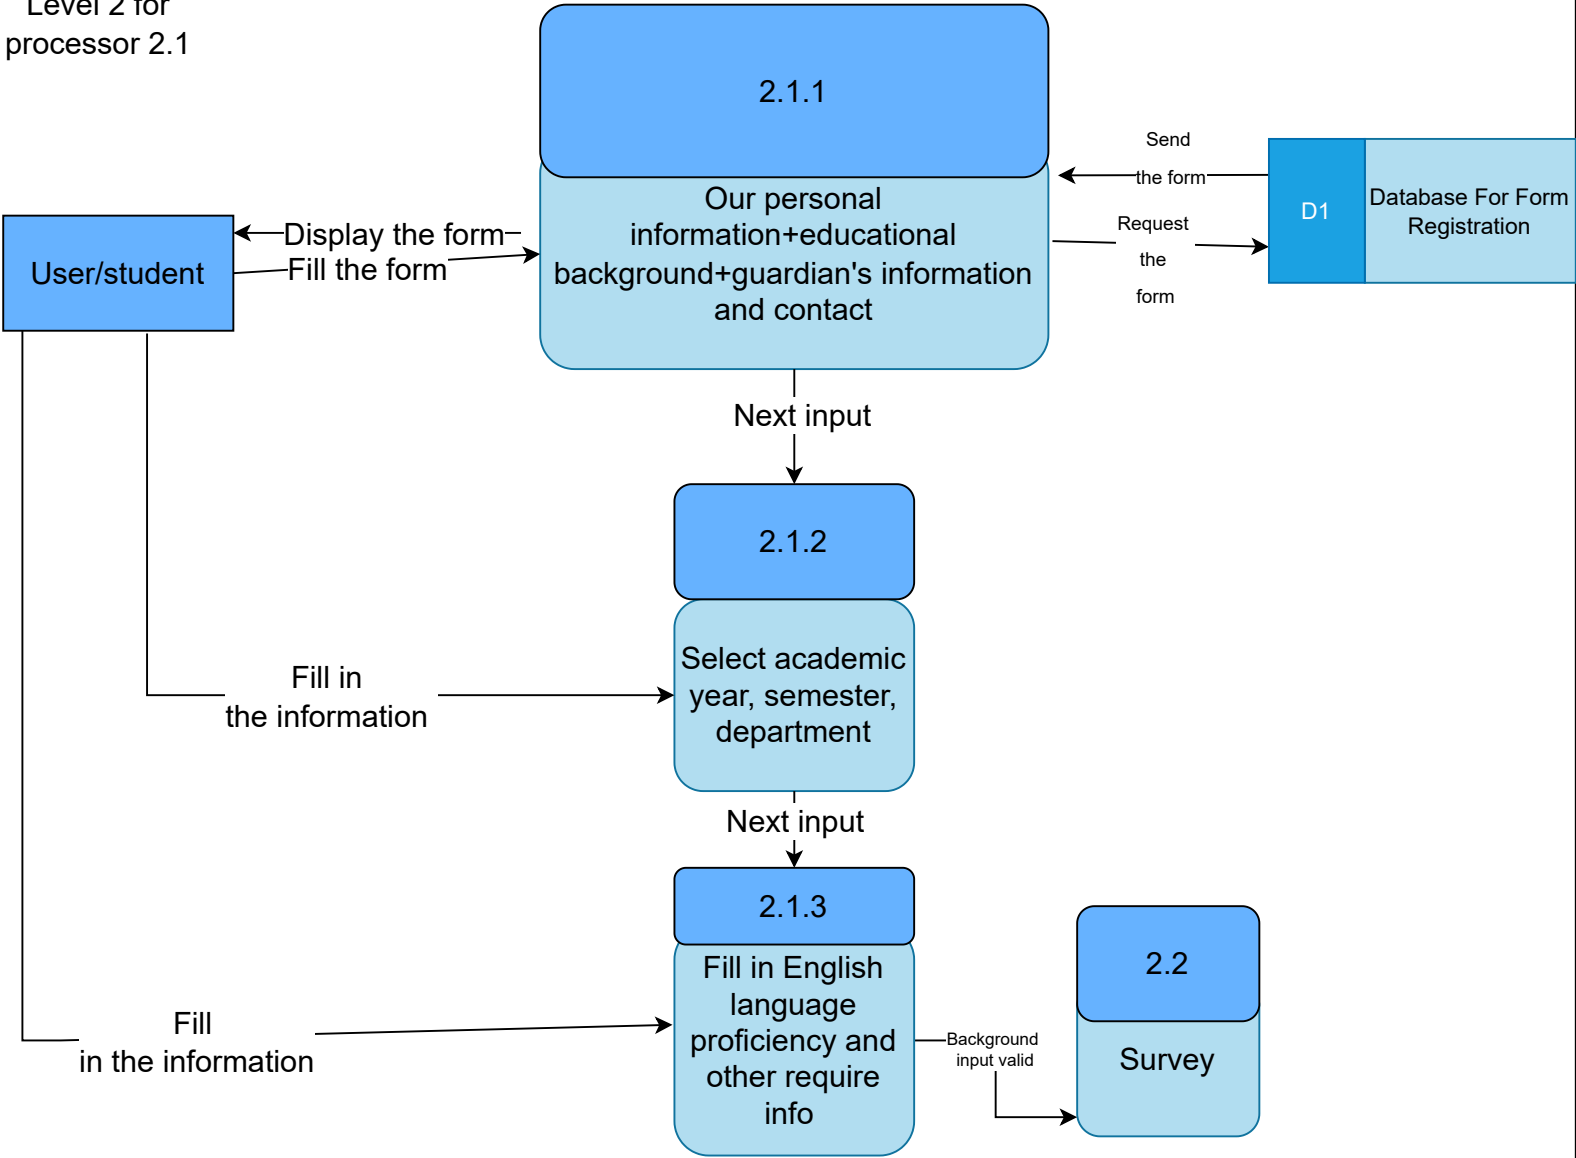 Level 2 for
processor 2.1
2.1.1
Our personal
information+educational
background+guardian's information
and contact
Send
the form
Request
the
form
D1
Database For Form
Registration
User/student
Display the form
Fill the form
Next input
2.1.2
Select academic
year, semester,
department
Fill in
the information
Next input
2.1.3
Fill in English
language
proficiency and
other require
info
Fill
in the information
Background
input valid
2.2
Survey